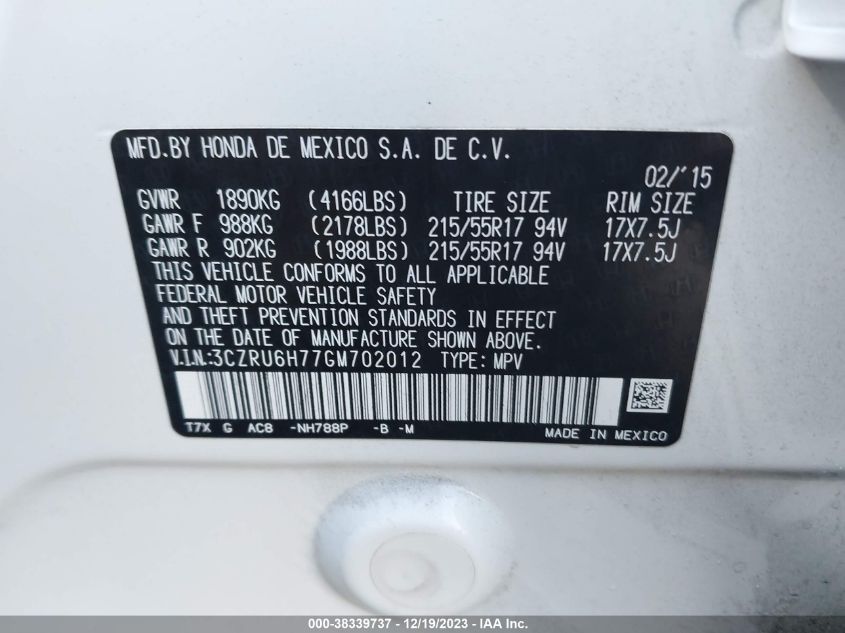 MFD.BY HONDA DE MEXICO S.A. DE C.V.
02/'15
GVWR 1890KG (4166LBS) TIRE SIZE RIM SIZE
GAWR F 988KG (2178LBS) 215/55R17 94V 17X7.5J
GAWR R 902KG (1988LBS) 215/55R17 94V 17X7.5J
THIS VEHICLE CONFORMS TO ALL APPLICABLE
FEDERAL MOTOR VEHICLE SAFETY
AND THEFT PREVENTION STANDARDS IN EFFECT
ON THE DATE OF MANUFACTURE SHOWN ABOVE.
V.I.N.:3CZRU6H77GM702012 TYPE: MPV
T7X G AC8 -NH788P -B -M
MADE IN MEXICO
000-38339737 - 12/19/2023 - IAA Inc.